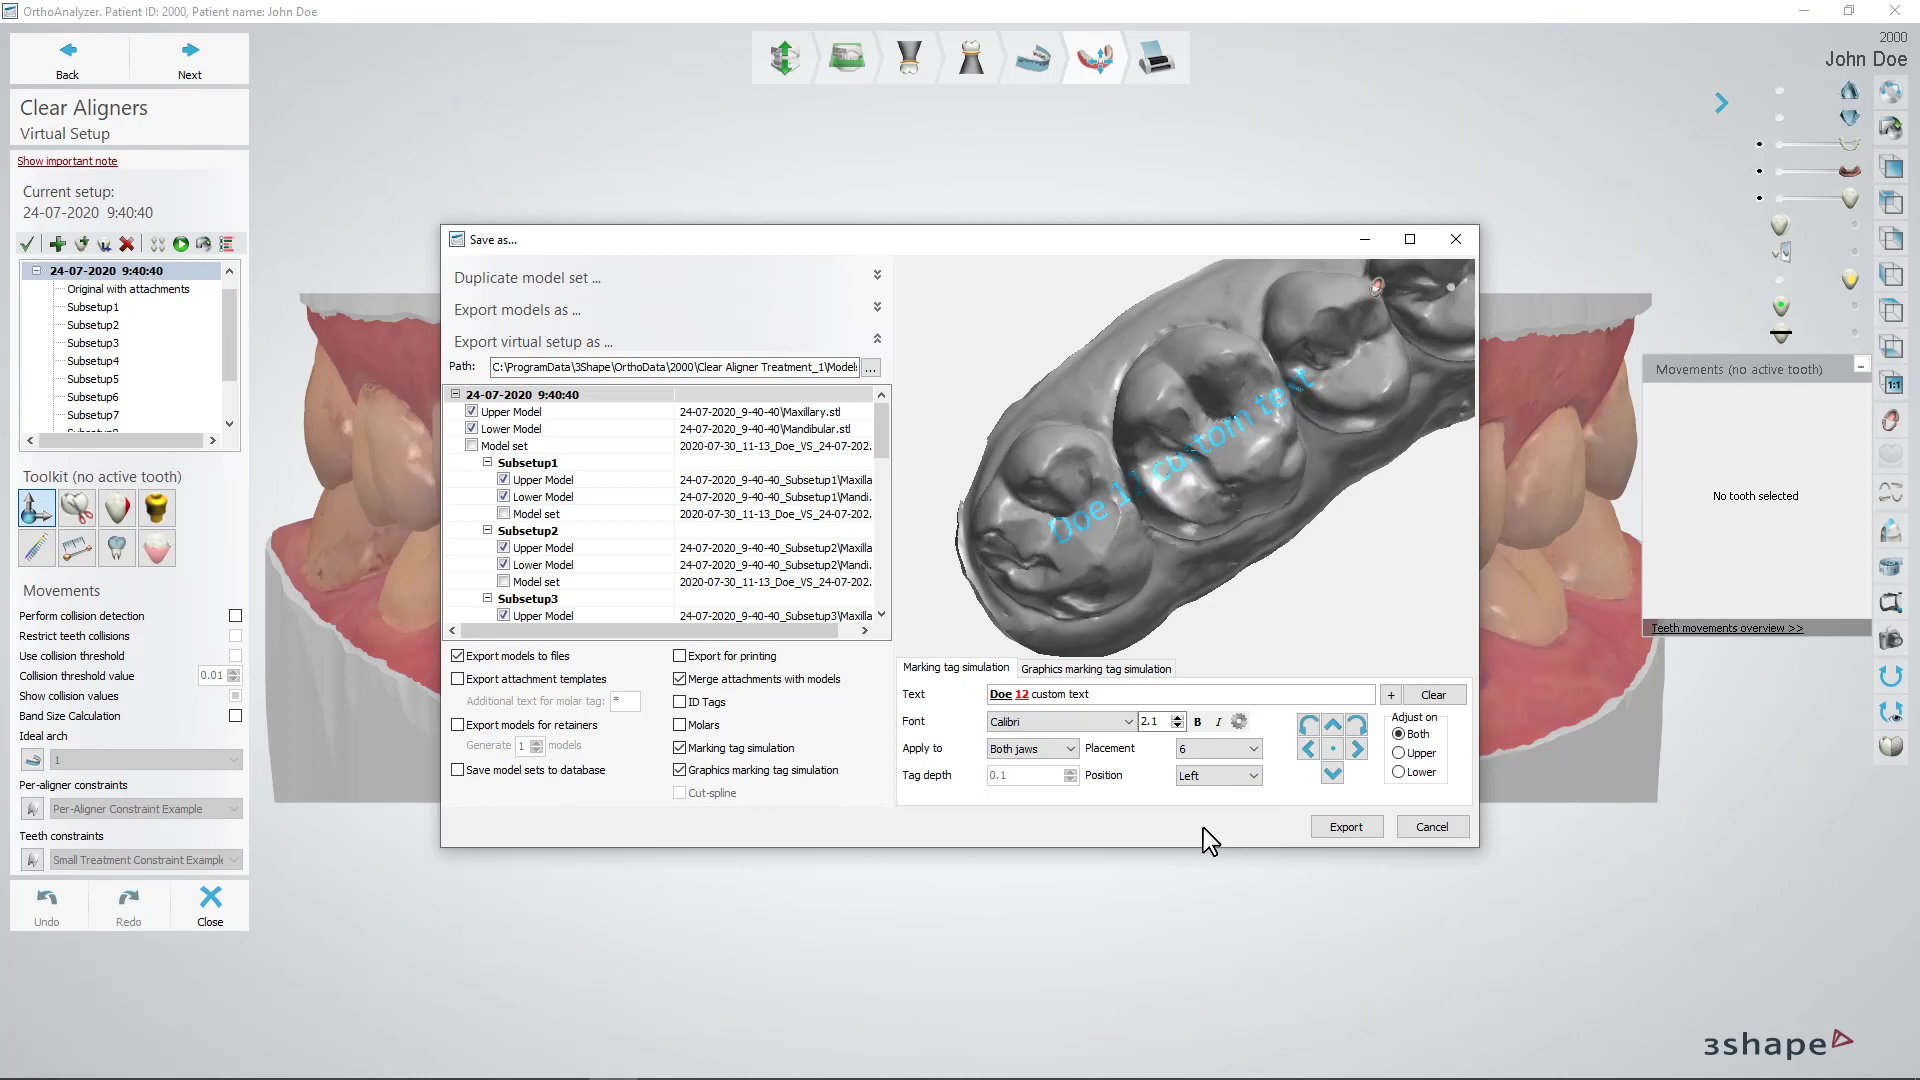 OrthoAnalyzer. Patient ID: 2000, Patient name: John Doe
Back
Next
2000
John Doe
Clear Aligners
Virtual Setup
Show important note
Current setup:
24-07-2020 9:40:40
24-07-2020 9:40:40
Original with attachments
Subsetup1
Subsetup2
Subsetup3
Subsetup4
Subsetup5
Subsetup6
Subsetup7
Toolkit (no active tooth)
Movements
Perform collision detection
Restrict teeth collisions
Use collision threshold
Collision threshold value 0.01
Show collision values
Band Size Calculation
Ideal arch
1
Per-aligner constraints
Per-Aligner Constraint Example
Teeth constraints
Small Treatment Constraint Example
Undo
Redo
Close
Save as...
Duplicate model set ...
Export models as ...
Export virtual setup as ...
Path: C:\ProgramData\3Shape\OrthoData\2000\Clear Aligner Treatment_1\Model: ...
24-07-2020 9:40:40
Upper Model 24-07-2020_9-40-40\Maxillary.stl
Lower Model 24-07-2020_9-40-40\Mandibular.stl
Model set 2020-07-30_11-13_Doe_VS_24-07-202.
Subsetup1
Upper Model 24-07-2020_9-40-40_Subsetup1\Maxilla
Lower Model 24-07-2020_9-40-40_Subsetup1\Mandi.
Model set 2020-07-30_11-13_Doe_VS_24-07-202.
Subsetup2
Upper Model 24-07-2020_9-40-40_Subsetup2\Maxilla
Lower Model 24-07-2020_9-40-40_Subsetup2\Mandi.
Model set 2020-07-30_11-13_Doe_VS_24-07-202.
Subsetup3
Upper Model 24-07-2020_9-40-40_Subsetup3\Maxilla
Export models to files
Export attachment templates
Additional text for molar tag: *
Export models for retainers
Generate 1 models
Save model sets to database
Export for printing
Merge attachments with models
ID Tags
Molars
Marking tag simulation
Graphics marking tag simulation
Cut-spline
Doe 12 custom text
Marking tag simulation
Graphics marking tag simulation
Text Doe 12 custom text + Clear
Font Calibri 2.1 B I
Apply to Both jaws Placement 6
Tag depth 0.1 Position Left
Adjust on
Both
Upper
Lower
Export
Cancel
1:1
Movements (no active tooth)
No tooth selected
Teeth movements overview >>
3shape